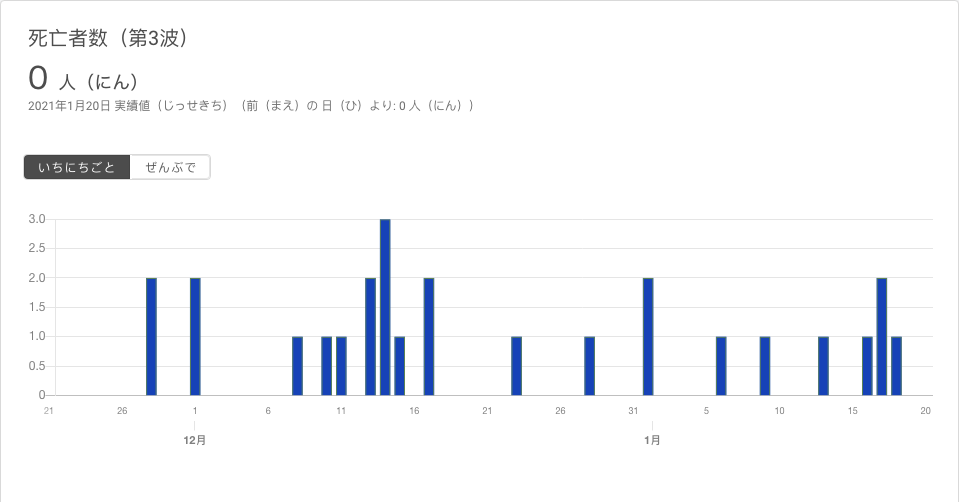 死亡者数（第3波）
0 人（にん）
2021年1月20日 実績値（じっせきち）（前（まえ）の 日（ひ）より: 0 人（にん））
いちにちごと ぜんぶで
3.0
2.5
2.0
1.5
1.0
0.5
0
21 26 1 6 11 16 21 26 31 5 10 15 20
12月 1月